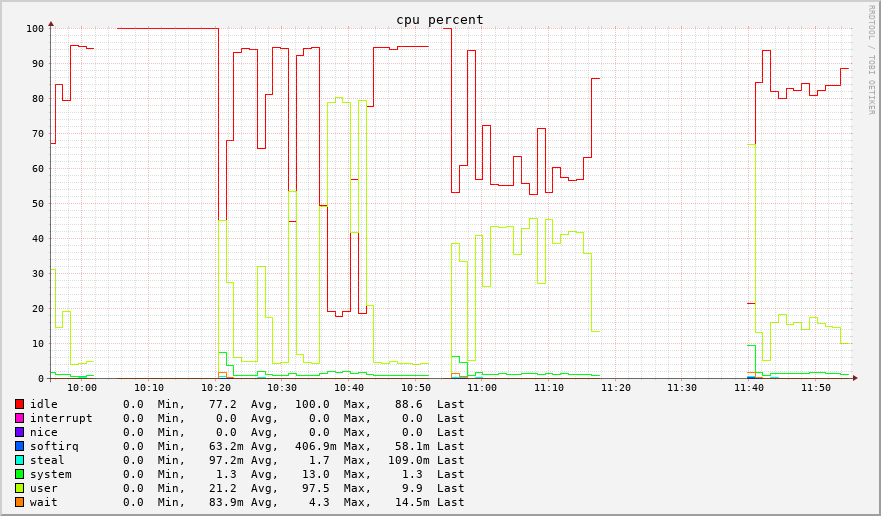 cpu percent
RRDTOOL / TOBI OETIKER
100
90
80
70
60
50
40
30
20
10
0
10:00 10:10 10:20 10:30 10:40 10:50 11:00 11:10 11:20 11:30 11:40 11:50
idle 0.0 Min, 77.2 Avg, 100.0 Max, 88.6 Last
interrupt 0.0 Min, 0.0 Avg, 0.0 Max, 0.0 Last
nice 0.0 Min, 0.0 Avg, 0.0 Max, 0.0 Last
softirq 0.0 Min, 63.2m Avg, 406.9m Max, 58.1m Last
steal 0.0 Min, 97.2m Avg, 1.7 Max, 109.0m Last
system 0.0 Min, 1.3 Avg, 13.0 Max, 1.3 Last
user 0.0 Min, 21.2 Avg, 97.5 Max, 9.9 Last
wait 0.0 Min, 83.9m Avg, 4.3 Max, 14.5m Last